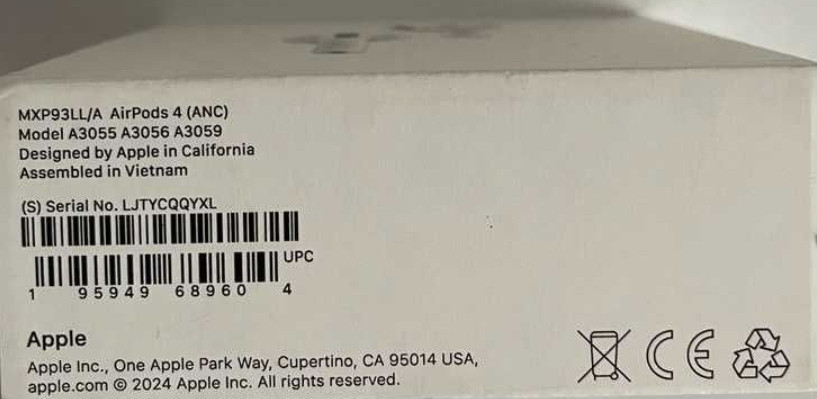 MXP93LL/A AirPods 4 (ANC)
Model A3055 A3056 A3059
Designed by Apple in California
Assembled in Vietnam
(S) Serial No. LJTYCQQYXL
UPC
1 95949 68960 4
Apple
Apple Inc., One Apple Park Way, Cupertino, CA 95014 USA,
apple.com © 2024 Apple Inc. All rights reserved.
CE